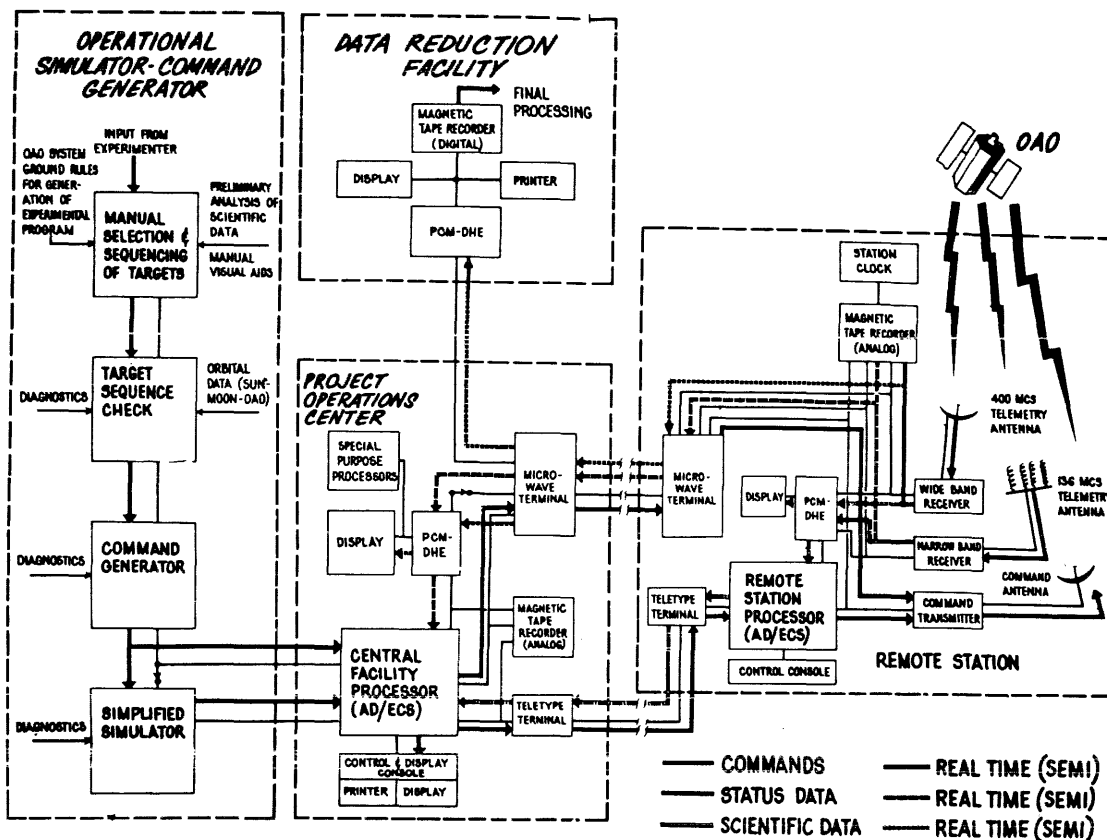 OPERATIONAL
SIMULATOR-COMMAND
GENERATOR
INPUT FROM
EXPERIMENTER
OAO SYSTEM
GROUND RULES
FOR GENER-
ATION OF
EXPERIMENTAL
PROGRAM
PRELIMINARY
ANALYSIS OF
SCIENTIFIC
DATA
MANUAL
VISUAL AIDS
MANUAL
SELECTION &
SEQUENCING
OF TARGETS
DIAGNOSTICS
TARGET
SEQUENCE
CHECK
ORBITAL
DATA (SUN-
MOON-OAO)
DIAGNOSTICS
COMMAND
GENERATOR
DIAGNOSTICS
SIMPLIFIED
SIMULATOR
DATA REDUCTION
FACILITY
FINAL
PROCESSING
MAGNETIC
TAPE RECORDER
(DIGITAL)
DISPLAY
PRINTER
PCM-DHE
PROJECT
OPERATIONS
CENTER
SPECIAL
PURPOSE
PROCESSORS
DISPLAY
PCM-
DHE
MICRO-
WAVE
TERMINAL
MAGNETIC
TAPE
RECORDER
(ANALOG)
CENTRAL
FACILITY
PROCESSOR
(AD/ECS)
TELETYPE
TERMINAL
CONTROL & DISPLAY
CONSOLE
PRINTER
DISPLAY
OAO
STATION
CLOCK
MAGNETIC
TAPE RECORDER
(ANALOG)
400 MCS
TELEMETRY
ANTENNA
MICRO-
WAVE
TERMINAL
DISPLAY
PCM-
DHE
WIDE BAND
RECEIVER
136 MCS
TELEMETRY
ANTENNA
NARROW BAND
RECEIVER
COMMAND
ANTENNA
TELETYPE
TERMINAL
REMOTE
STATION
PROCESSOR
(AD/ECS)
COMMAND
TRANSMITTER
CONTROL CONSOLE
REMOTE STATION
COMMANDS
STATUS DATA
SCIENTIFIC DATA
REAL TIME (SEMI)
REAL TIME (SEMI)
REAL TIME (SEMI)